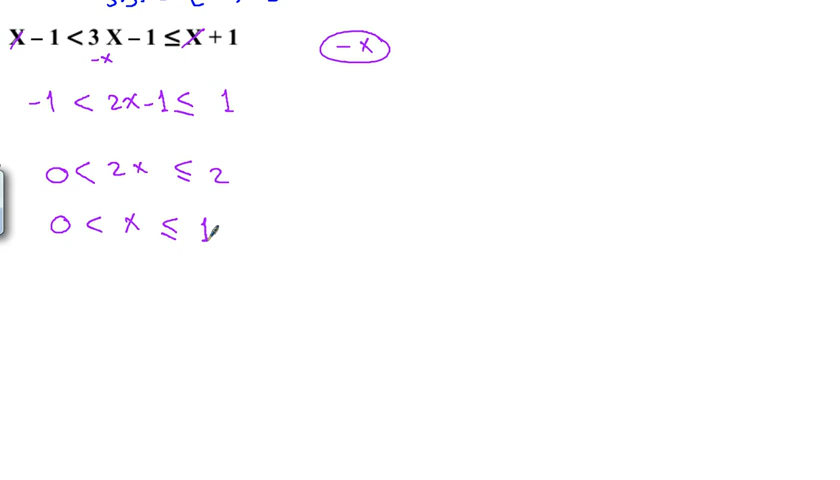 X – 1 < 3 X – 1 ≤ X + 1
-x
-x
-1 < 2x-1 ≤ 1
0 < 2x ≤ 2
0 < x ≤ 1